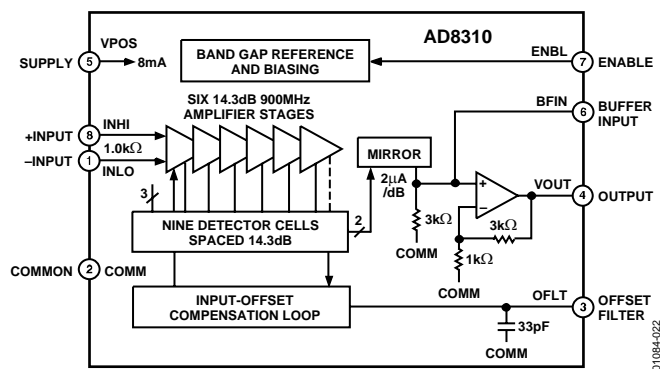 AD8310
SUPPLY
5
VPOS
8mA
BAND GAP REFERENCE
AND BIASING
ENBL
7
ENABLE
SIX 14.3dB 900MHz
AMPLIFIER STAGES
BFIN
6
BUFFER
INPUT
+INPUT
8
INHI
1.0kΩ
–INPUT
1
INLO
MIRROR
2μA
/dB
3kΩ
COMM
+
–
VOUT
4
OUTPUT
3kΩ
1kΩ
COMM
3
2
NINE DETECTOR CELLS
SPACED 14.3dB
COMMON
2
COMM
INPUT-OFFSET
COMPENSATION LOOP
OFLT
3
OFFSET
FILTER
33pF
COMM
01084-022